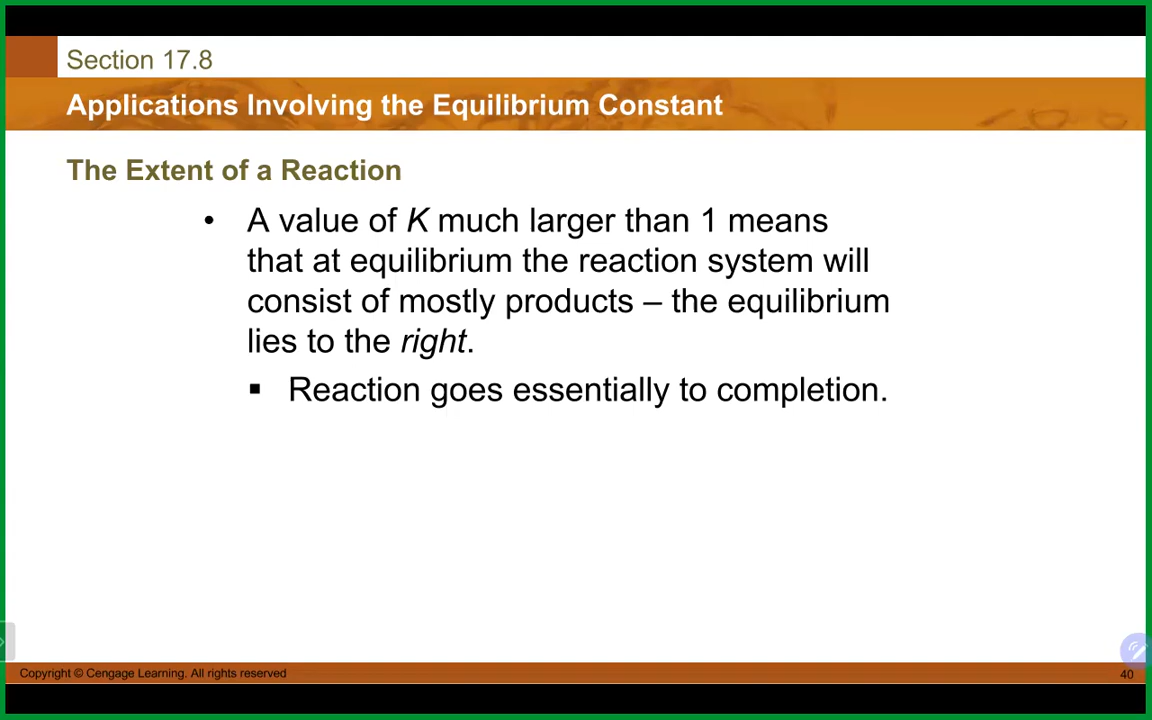 Section 17.8
Applications Involving the Equilibrium Constant
The Extent of a Reaction
• A value of K much larger than 1 means
that at equilibrium the reaction system will
consist of mostly products – the equilibrium
lies to the right.
▪ Reaction goes essentially to completion.
Copyright © Cengage Learning. All rights reserved
40